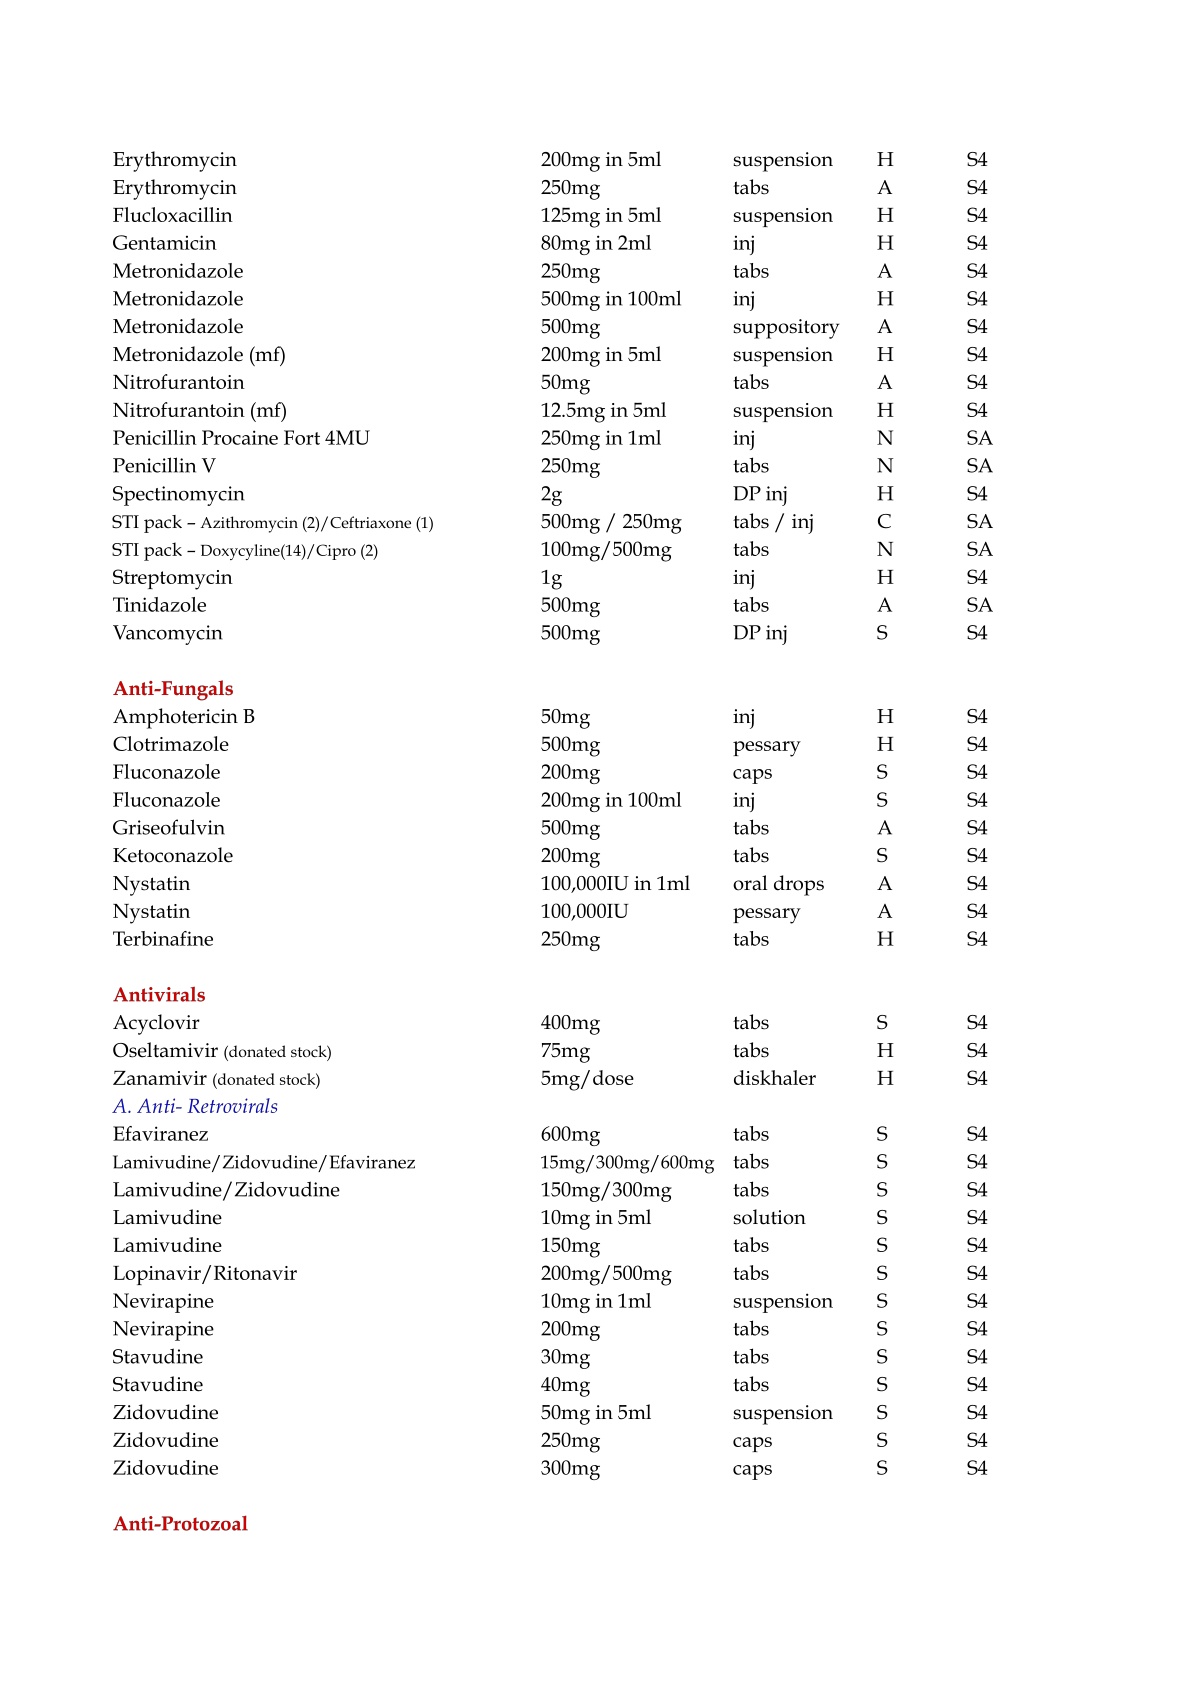 Erythromycin 200mg in 5ml suspension H S4
Erythromycin 250mg tabs A S4
Flucloxacillin 125mg in 5ml suspension H S4
Gentamicin 80mg in 2ml inj H S4
Metronidazole 250mg tabs A S4
Metronidazole 500mg in 100ml inj H S4
Metronidazole 500mg suppository A S4
Metronidazole (mf) 200mg in 5ml suspension H S4
Nitrofurantoin 50mg tabs A S4
Nitrofurantoin (mf) 12.5mg in 5ml suspension H S4
Penicillin Procaine Fort 4MU 250mg in 1ml inj N SA
Penicillin V 250mg tabs N SA
Spectinomycin 2g DP inj H S4
STI pack – Azithromycin (2)/Ceftriaxone (1) 500mg / 250mg tabs / inj C SA
STI pack – Doxycyline(14)/Cipro (2) 100mg/500mg tabs N SA
Streptomycin 1g inj H S4
Tinidazole 500mg tabs A SA
Vancomycin 500mg DP inj S S4
Anti-Fungals
Amphotericin B 50mg inj H S4
Clotrimazole 500mg pessary H S4
Fluconazole 200mg caps S S4
Fluconazole 200mg in 100ml inj S S4
Griseofulvin 500mg tabs A S4
Ketoconazole 200mg tabs S S4
Nystatin 100,000IU in 1ml oral drops A S4
Nystatin 100,000IU pessary A S4
Terbinafine 250mg tabs H S4
Antivirals
Acyclovir 400mg tabs S S4
Oseltamivir (donated stock) 75mg tabs H S4
Zanamivir (donated stock) 5mg/dose diskhaler H S4
A. Anti- Retrovirals
Efaviranez 600mg tabs S S4
Lamivudine/Zidovudine/Efaviranez 15mg/300mg/600mg tabs S S4
Lamivudine/Zidovudine 150mg/300mg tabs S S4
Lamivudine 10mg in 5ml solution S S4
Lamivudine 150mg tabs S S4
Lopinavir/Ritonavir 200mg/500mg tabs S S4
Nevirapine 10mg in 1ml suspension S S4
Nevirapine 200mg tabs S S4
Stavudine 30mg tabs S S4
Stavudine 40mg tabs S S4
Zidovudine 50mg in 5ml suspension S S4
Zidovudine 250mg caps S S4
Zidovudine 300mg caps S S4
Anti-Protozoal